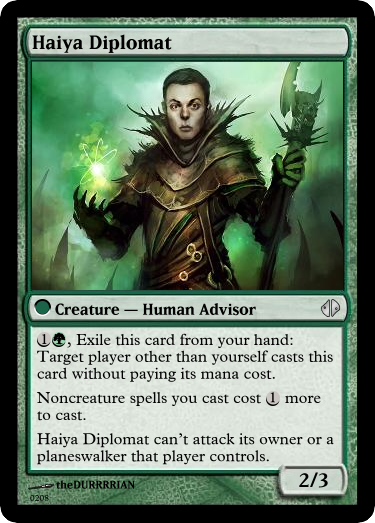 Haiya Diplomat
Creature — Human Advisor
1G, Exile this card from your hand:
Target player other than yourself casts this
card without paying its mana cost.
Noncreature spells you cast cost 1 more
to cast.
Haiya Diplomat can't attack its owner or a
planeswalker that player controls.
2/3
theDURRRRIAN
0208